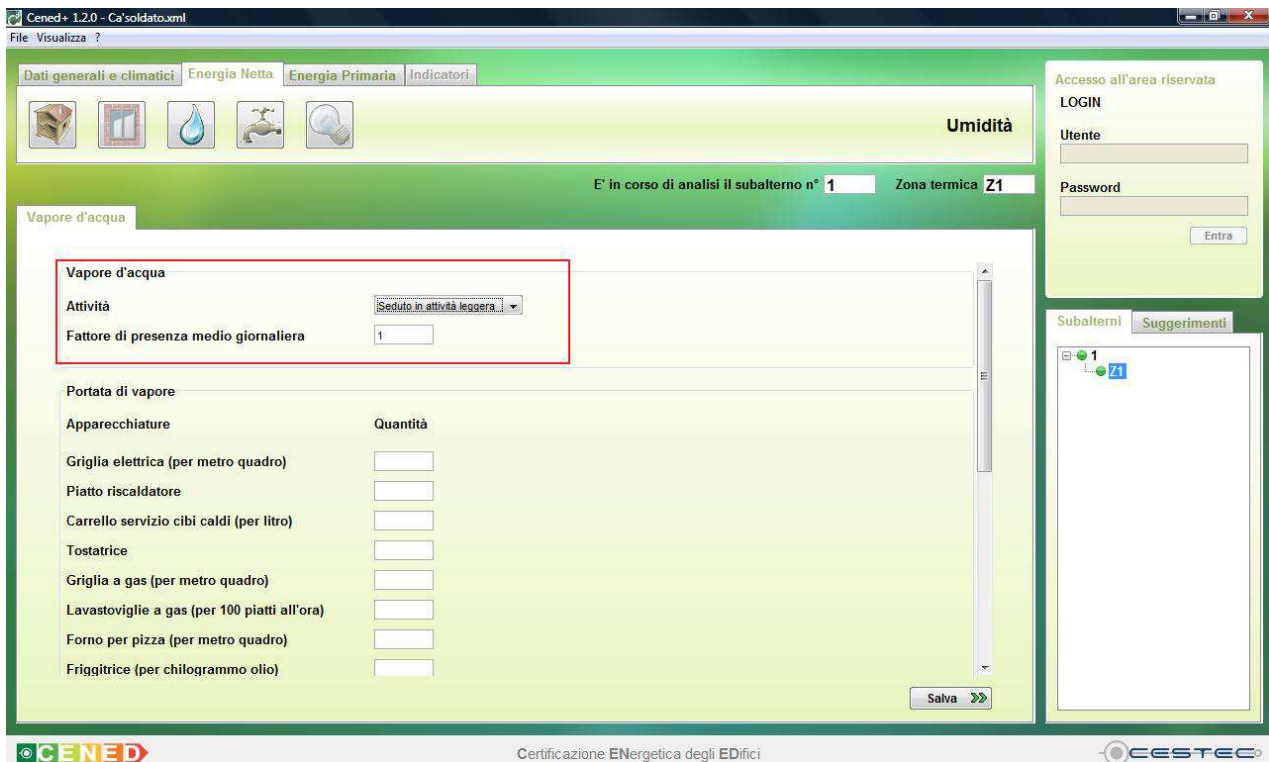 Cened+ 1.2.0 - Ca'soldato.xml
File Visualizza ?
Dati generali e climatici Energia Netta Energia Primaria Indicatori
Umidità
E' in corso di analisi il subalterno n° 1 Zona termica Z1
Vapore d'acqua
Vapore d'acqua
Attività Seduto in attività leggera
Fattore di presenza medio giornaliera 1
Portata di vapore
Apparecchiature Quantità
Griglia elettrica (per metro quadro)
Piatto riscaldatore
Carrello servizio cibi caldi (per litro)
Tostatrice
Griglia a gas (per metro quadro)
Lavastoviglie a gas (per 100 piatti all'ora)
Forno per pizza (per metro quadro)
Friggitrice (per chilogrammo olio)
Salva
Accesso all'area riservata
LOGIN
Utente
Password
Entra
Subalterni Suggerimenti
1
Z1
CENED
Certificazione ENergetica degli EDifici
CESTEC